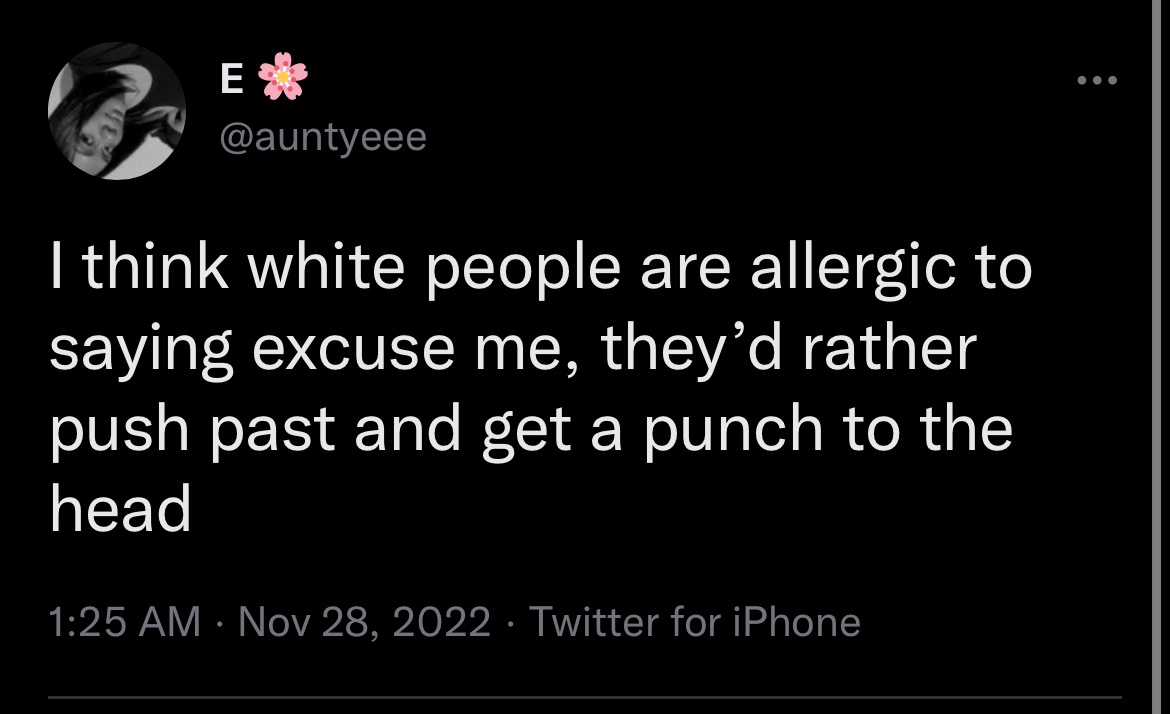 E 🌸
@auntyeee
I think white people are allergic to
saying excuse me, they’d rather
push past and get a punch to the
head
1:25 AM · Nov 28, 2022 · Twitter for iPhone